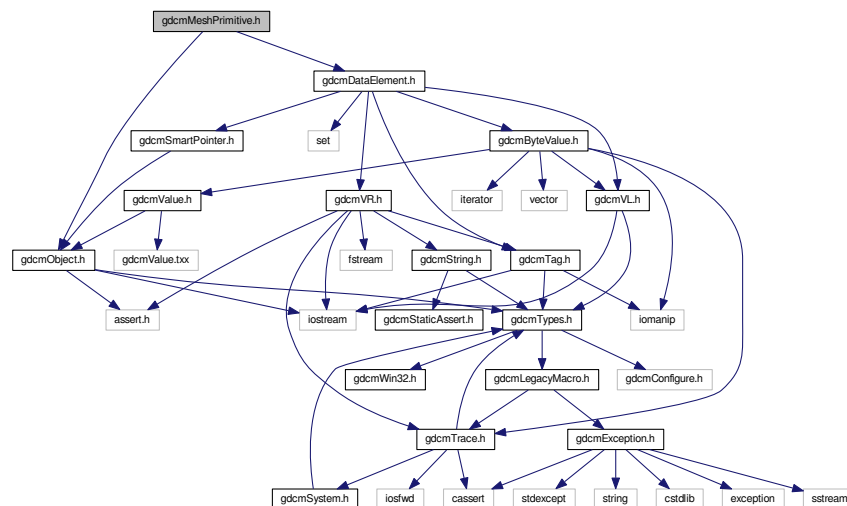 gdcmMeshPrimitive.h
gdcmDataElement.h
gdcmSmartPointer.h
set
gdcmByteValue.h
gdcmValue.h
gdcmVR.h
iterator
vector
gdcmVL.h
gdcmObject.h
gdcmValue.txx
fstream
gdcmString.h
gdcmTag.h
assert.h
iostream
gdcmStaticAssert.h
gdcmTypes.h
iomanip
gdcmWin32.h
gdcmLegacyMacro.h
gdcmConfigure.h
gdcmTrace.h
gdcmException.h
gdcmSystem.h
iosfwd
cassert
stdexcept
string
cstdlib
exception
sstream